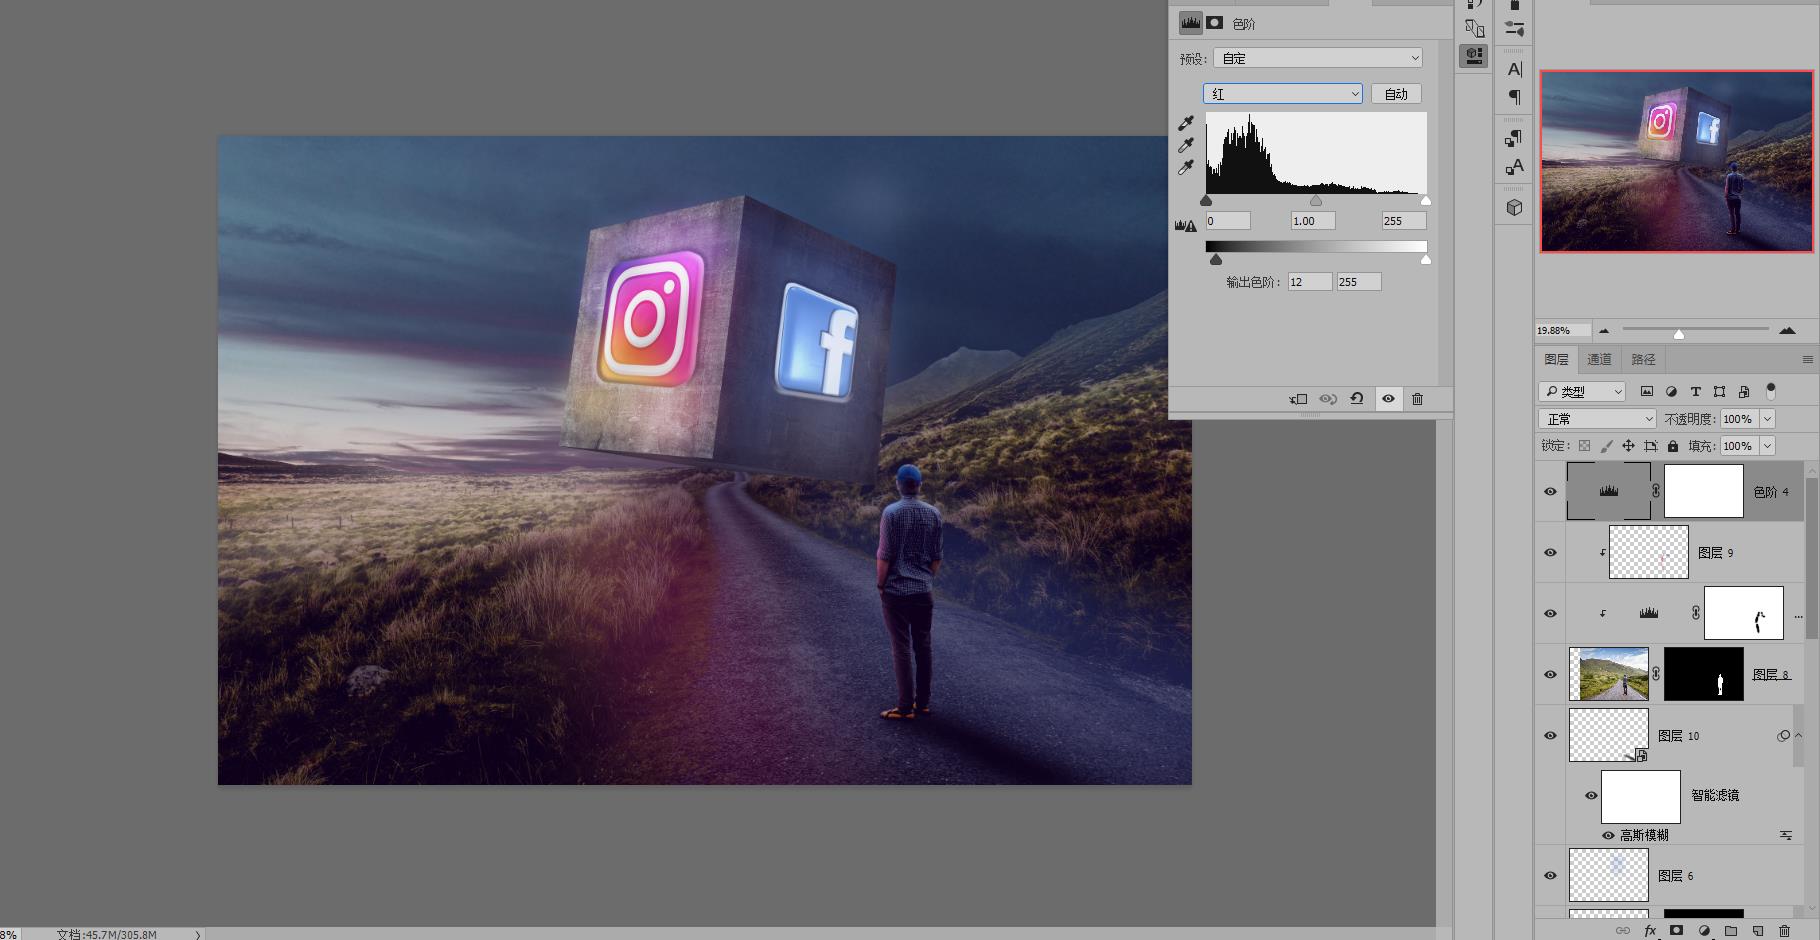 色阶
预设: 自定
红 自动
0 1.00 255
输出色阶: 12 255
A
19.88%
图层 通道 路径
类型 T
正常 不透明度: 100%
锁定: 填充: 100%
色阶 4
图层 9
...
图层 8
图层 10
智能滤镜
高斯模糊
图层 6
8% 文档:45.7M/305.8M
fx
f